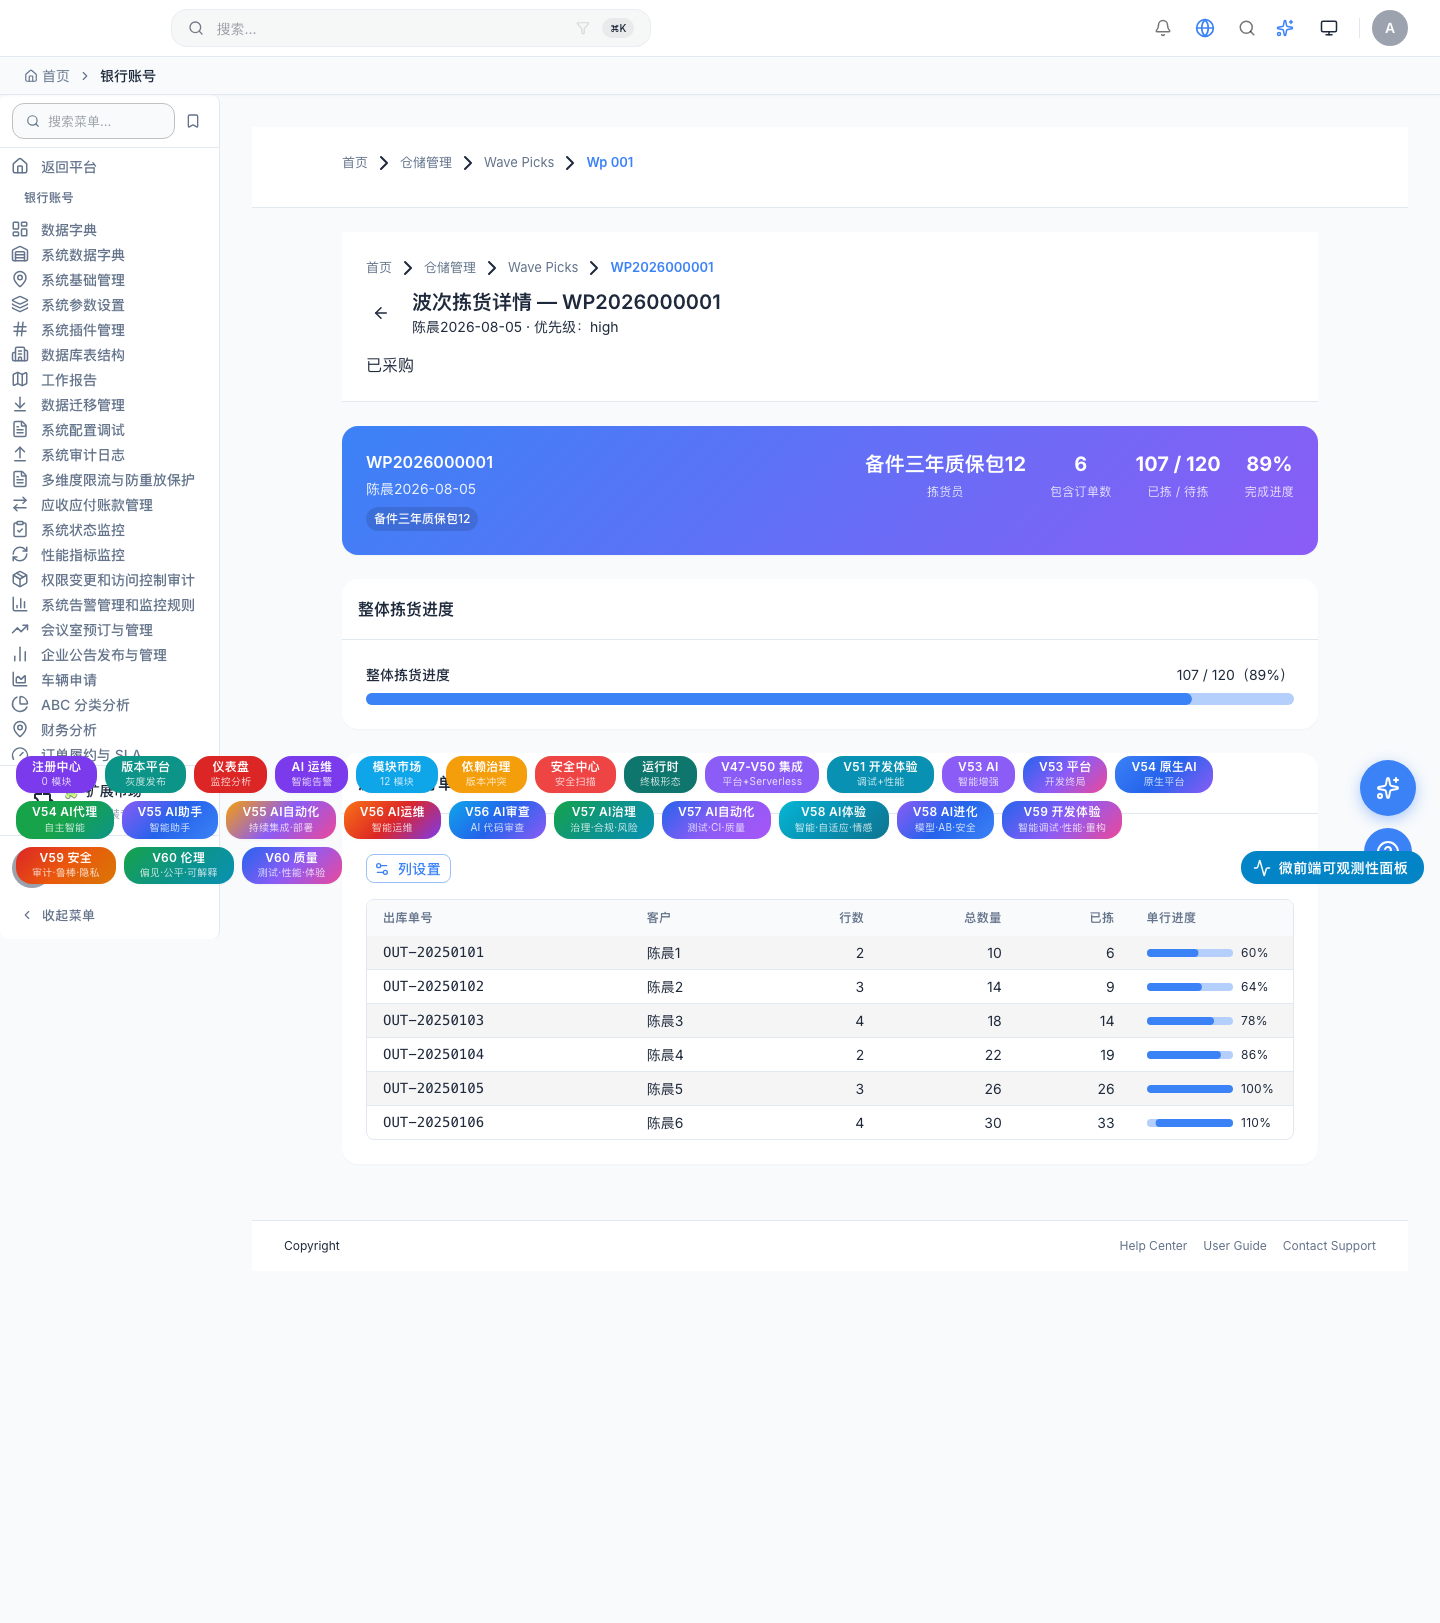 搜索...
⌘K
A
首页
银行账号
搜索菜单...
返回平台
银行账号
数据字典
系统数据字典
系统基础管理
系统参数设置
系统插件管理
数据库表结构
工作报告
数据迁移管理
系统配置调试
系统审计日志
多维度限流与防重放保护
应收应付账款管理
系统状态监控
性能指标监控
权限变更和访问控制审计
系统告警管理和监控规则
会议室预订与管理
企业公告发布与管理
车辆申请
ABC 分类分析
财务分析
订单履约与 SLA
收起菜单
首页 仓储管理 Wave Picks Wp 001
首页 仓储管理 Wave Picks WP2026000001
波次拣货详情 — WP2026000001
陈晨2026-08-05 · 优先级：high
已采购
WP2026000001
陈晨2026-08-05
备件三年质保包12
备件三年质保包12
拣货员
6
包含订单数
107 / 120
已拣 / 待拣
89%
完成进度
整体拣货进度
整体拣货进度
107 / 120（89%）
注册中心
0 模块
版本平台
灰度发布
仪表盘
监控分析
AI 运维
智能告警
模块市场
12 模块
依赖治理
版本冲突
安全中心
安全扫描
运行时
终极形态
V47-V50 集成
平台+Serverless
V51 开发体验
调试+性能
V53 AI
智能增强
V53 平台
开发终局
V54 原生AI
原生平台
V54 AI代理
自主智能
V55 AI助手
智能助手
V55 AI自动化
持续集成·部署
V56 AI运维
智能运维
V56 AI审查
AI 代码审查
V57 AI治理
治理·合规·风险
V57 AI自动化
测试·CI·质量
V58 AI体验
智能·自适应·情感
V58 AI进化
模型·AB·安全
V59 开发体验
智能调试·性能·重构
V59 安全
审计·鲁棒·隐私
V60 伦理
偏见·公平·可解释
V60 质量
测试·性能·体验
微前端可观测性面板
列设置
出库单号 客户 行数 总数量 已拣 单行进度
OUT-20250101 陈晨1 2 10 6 60%
OUT-20250102 陈晨2 3 14 9 64%
OUT-20250103 陈晨3 4 18 14 78%
OUT-20250104 陈晨4 2 22 19 86%
OUT-20250105 陈晨5 3 26 26 100%
OUT-20250106 陈晨6 4 30 33 110%
Copyright
Help Center User Guide Contact Support